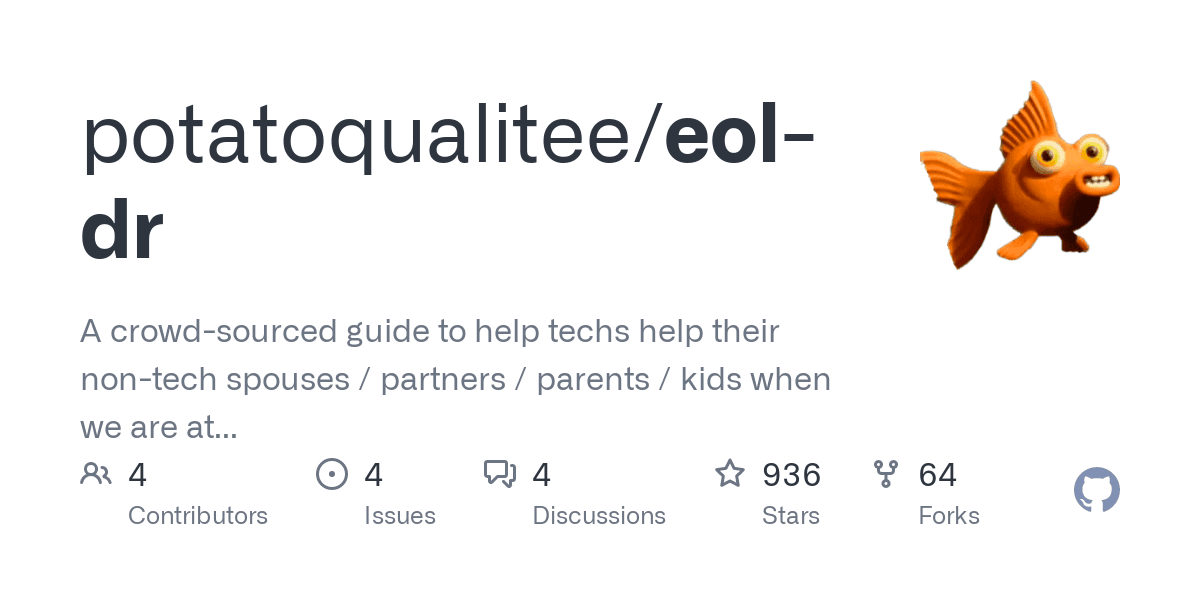 potatoqualitee/eol-
dr
A crowd-sourced guide to help techs help their
non-tech spouses / partners / parents / kids when
we are at...
4 4 4 936 64
Contributors Issues Discussions Stars Forks